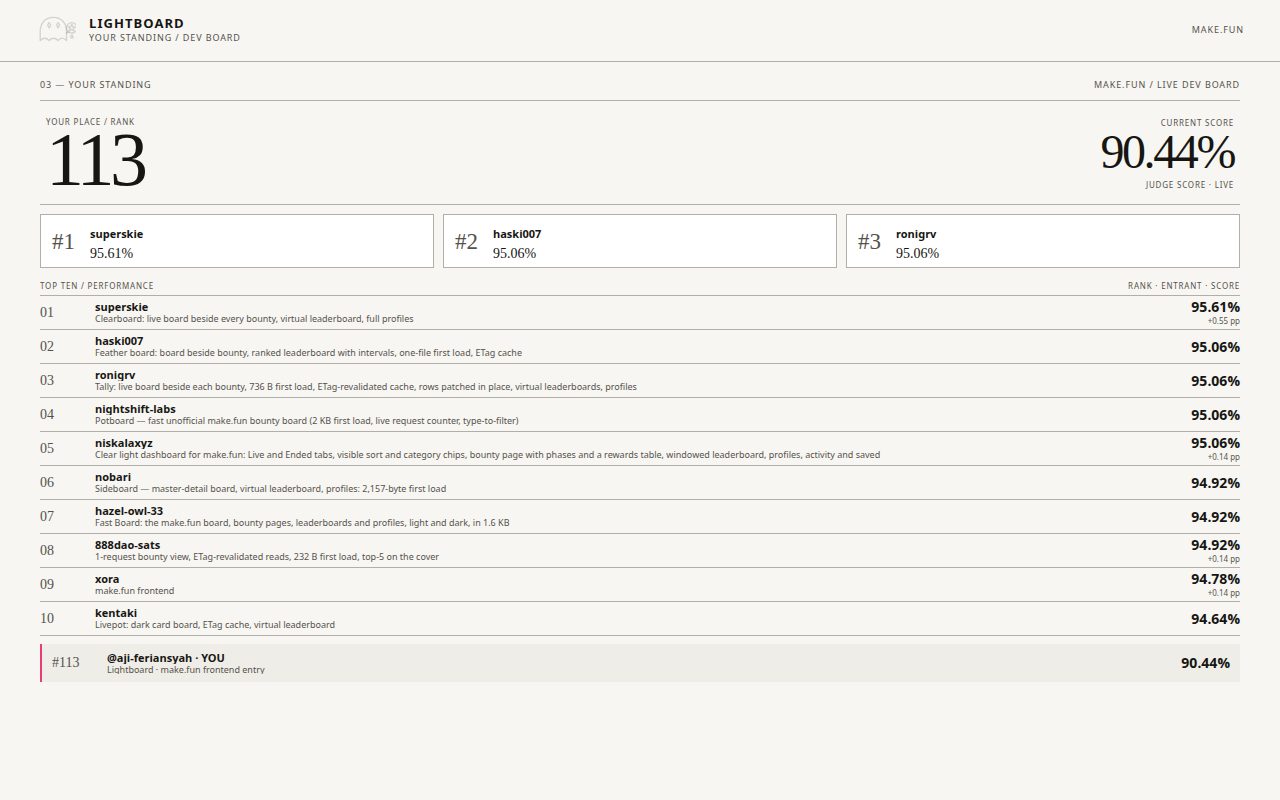 LIGHTBOARD
YOUR STANDING / DEV BOARD
MAKE.FUN
03 — YOUR STANDING
MAKE.FUN / LIVE DEV BOARD
YOUR PLACE / RANK
113
CURRENT SCORE
90.44%
JUDGE SCORE · LIVE
#1
superskie
95.61%
#2
haski007
95.06%
#3
ronigrv
95.06%
TOP TEN / PERFORMANCE
RANK · ENTRANT · SCORE
01
superskie
Clearboard: live board beside every bounty, virtual leaderboard, full profiles
95.61%
+0.55 pp
02
haski007
Feather board: board beside bounty, ranked leaderboard with intervals, one-file first load, ETag cache
95.06%
03
ronigrv
Tally: live board beside each bounty, 736 B first load, ETag-revalidated cache, rows patched in place, virtual leaderboards, profiles
95.06%
04
nightshift-labs
Potboard — fast unofficial make.fun bounty board (2 KB first load, live request counter, type-to-filter)
95.06%
05
niskalaxyz
Clear light dashboard for make.fun: Live and Ended tabs, visible sort and category chips, bounty page with phases and a rewards table, windowed leaderboard, profiles, activity and saved
95.06%
+0.14 pp
06
nobari
Sideboard — master-detail board, virtual leaderboard, profiles: 2,157-byte first load
94.92%
07
hazel-owl-33
Fast Board: the make.fun board, bounty pages, leaderboards and profiles, light and dark, in 1.6 KB
94.92%
08
888dao-sats
1-request bounty view, ETag-revalidated reads, 232 B first load, top-5 on the cover
94.92%
+0.14 pp
09
xora
make.fun frontend
94.78%
+0.14 pp
10
kentaki
Livepot: dark card board, ETag cache, virtual leaderboard
94.64%
#113
@aji-feriansyah · YOU
Lightboard · make.fun frontend entry
90.44%